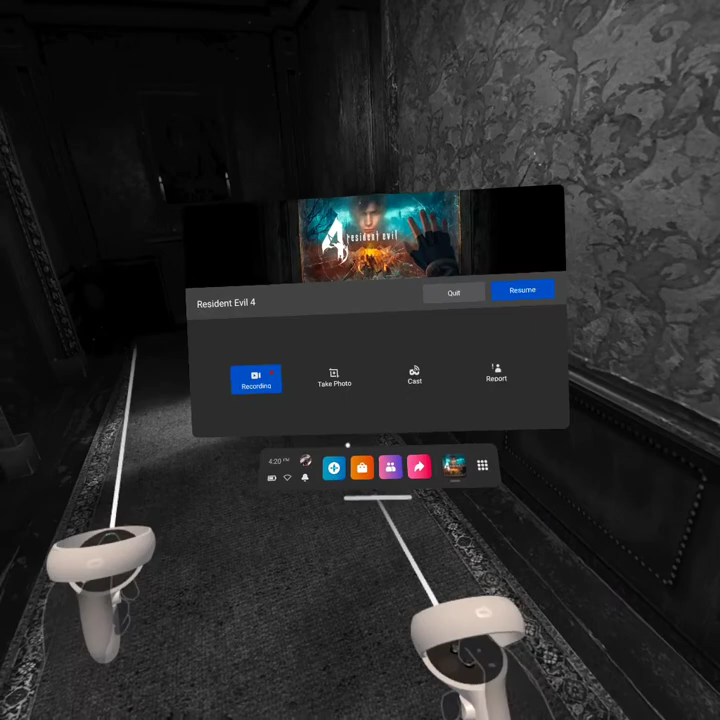 4
resident evil
Resident Evil 4
Quit
Resume
Recording
Take Photo
Cast
Report
4:20 PM